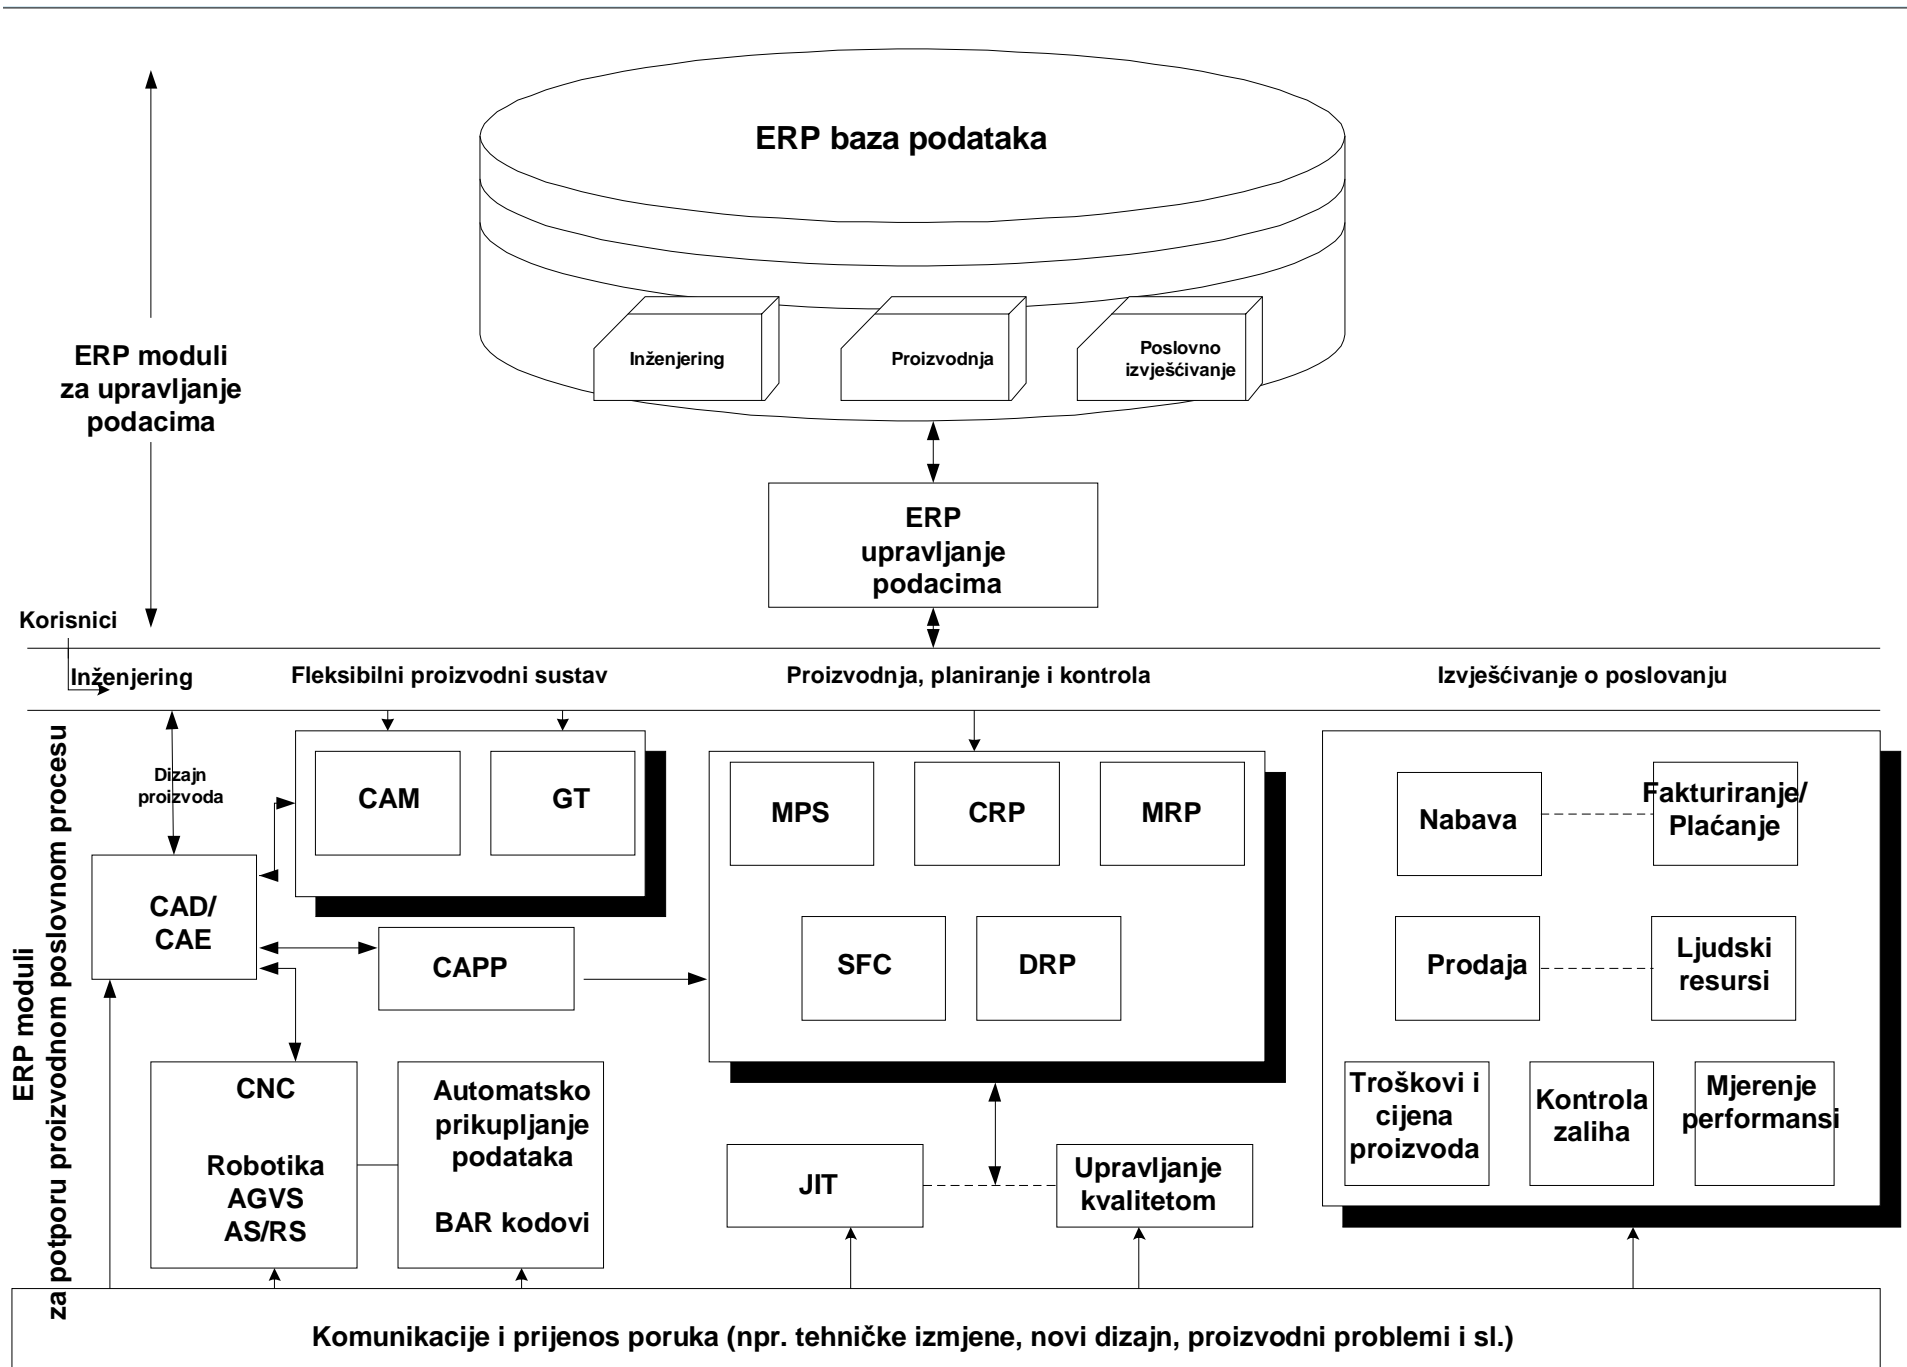 ERP baza podataka
Inženjering
Proizvodnja
Poslovno
izvješćivanje
ERP moduli
za upravljanje
podacima
ERP
upravljanje
podacima
Korisnici
Inženjering
Fleksibilni proizvodni sustav
Proizvodnja, planiranje i kontrola
Izvješćivanje o poslovanju
ERP moduli
za potporu proizvodnom poslovnom procesu
Dizajn
proizvoda
CAM
GT
MPS
CRP
MRP
Nabava
Fakturiranje/
Plaćanje
CAD/
CAE
CAPP
SFC
DRP
Prodaja
Ljudski
resursi
CNC
Robotika
AGVS
AS/RS
Automatsko
prikupljanje
podataka
BAR kodovi
JIT
Upravljanje
kvalitetom
Troškovi i
cijena
proizvoda
Kontrola
zaliha
Mjerenje
performansi
Komunikacije i prijenos poruka (npr. tehničke izmjene, novi dizajn, proizvodni problemi i sl.)